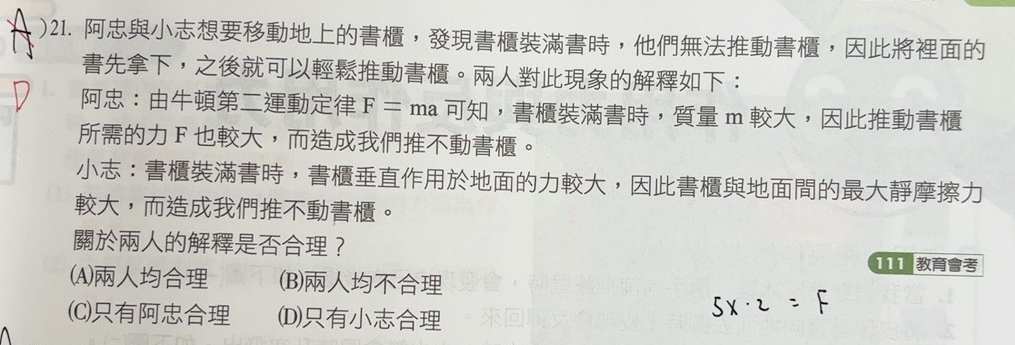 A )21. 阿忠與小志想要移動地上的書櫃，發現書櫃裝滿書時，他們無法推動書櫃，因此將裡面的
書先拿下，之後就可以輕鬆推動書櫃。兩人對此現象的解釋如下：
D
阿忠：由牛頓第二運動定律 F = ma 可知，書櫃裝滿書時，質量 m 較大，因此推動書櫃
所需的力 F 也較大，而造成我們推不動書櫃。
小志：書櫃裝滿書時，書櫃垂直作用於地面的力較大，因此書櫃與地面間的最大靜摩擦力
較大，而造成我們推不動書櫃。
關於兩人的解釋是否合理？
111 教育會考
(A)兩人均合理 (B)兩人均不合理
(C)只有阿忠合理 (D)只有小志合理
5x·2 = F